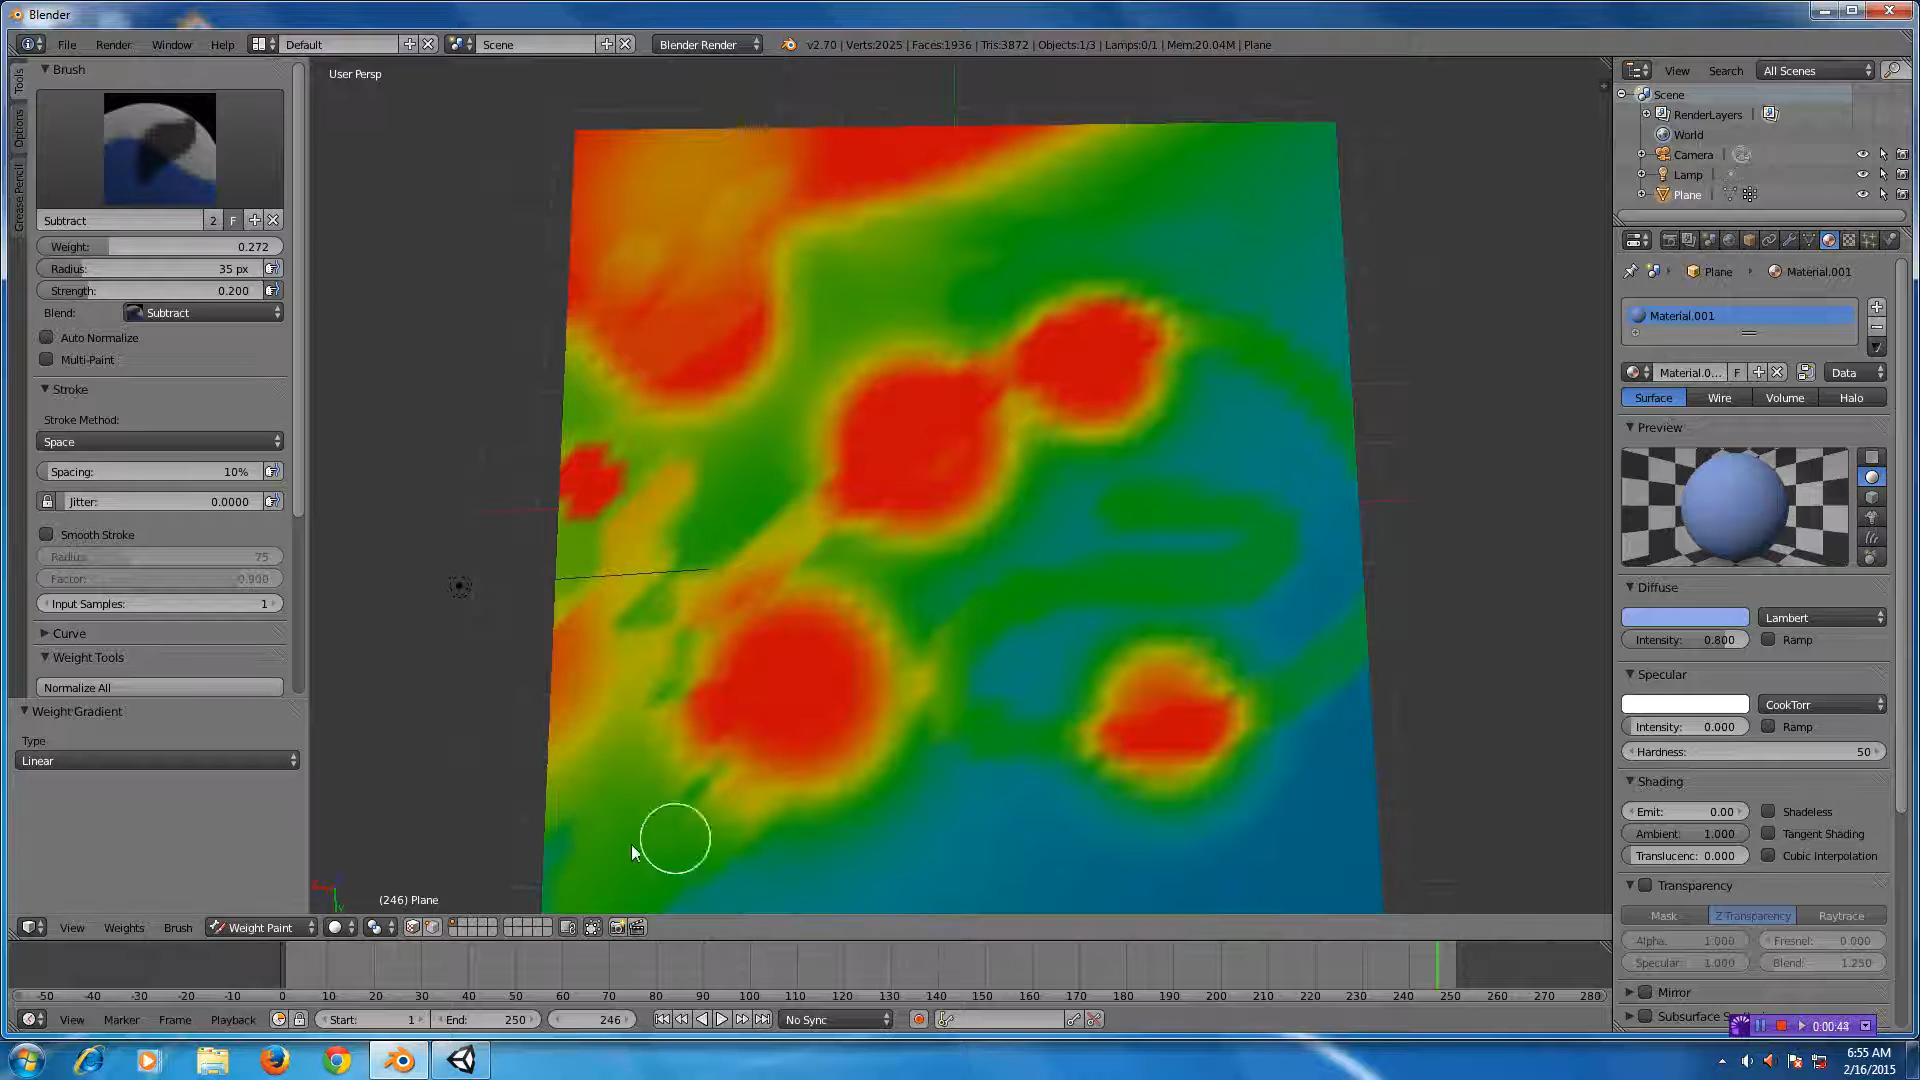 Blender
File Render Window Help Default Scene Blender Render v2.70 | Verts:2025 | Faces:1936 | Tris:3872 | Objects:1/3 | Lamps:0/1 | Mem:20.04M | Plane
Tools
Options
Grease Pencil
Brush
Subtract 2 F
Weight: 0.272
Radius: 35 px
Strength: 0.200
Blend: Subtract
Auto Normalize
Multi-Paint
Stroke
Stroke Method:
Space
Spacing: 10%
Jitter: 0.0000
Smooth Stroke
Radius: 75
Factor: 0.900
Input Samples: 1
Curve
Weight Tools
Normalize All
Weight Gradient
Type
Linear
User Persp
(246) Plane
View Weights Brush Weight Paint
View Search All Scenes
Scene
RenderLayers
World
Camera
Lamp
Plane
Plane Material.001
Material.001
Material.0... F Data
Surface Wire Volume Halo
Preview
Diffuse
Lambert
Intensity: 0.800 Ramp
Specular
CookTorr
Intensity: 0.000 Ramp
Hardness: 50
Shading
Emit: 0.00 Shadeless
Ambient: 1.000 Tangent Shading
Translucenc: 0.000 Cubic Interpolation
Transparency
Mask Z Transparency Raytrace
Alpha: 1.000 Fresnel: 0.000
Specular: 1.000 Blend: 1.250
Mirror
-50 -40 -30 -20 -10 0 10 20 30 40 50 60 70 80 90 100 110 120 130 140 150 160 170 180 190 200 210 220 230 240 250 260 270 280
View Marker Frame Playback Start: 1 End: 250 246 No Sync
0:00:44
6:55 AM
2/16/2015